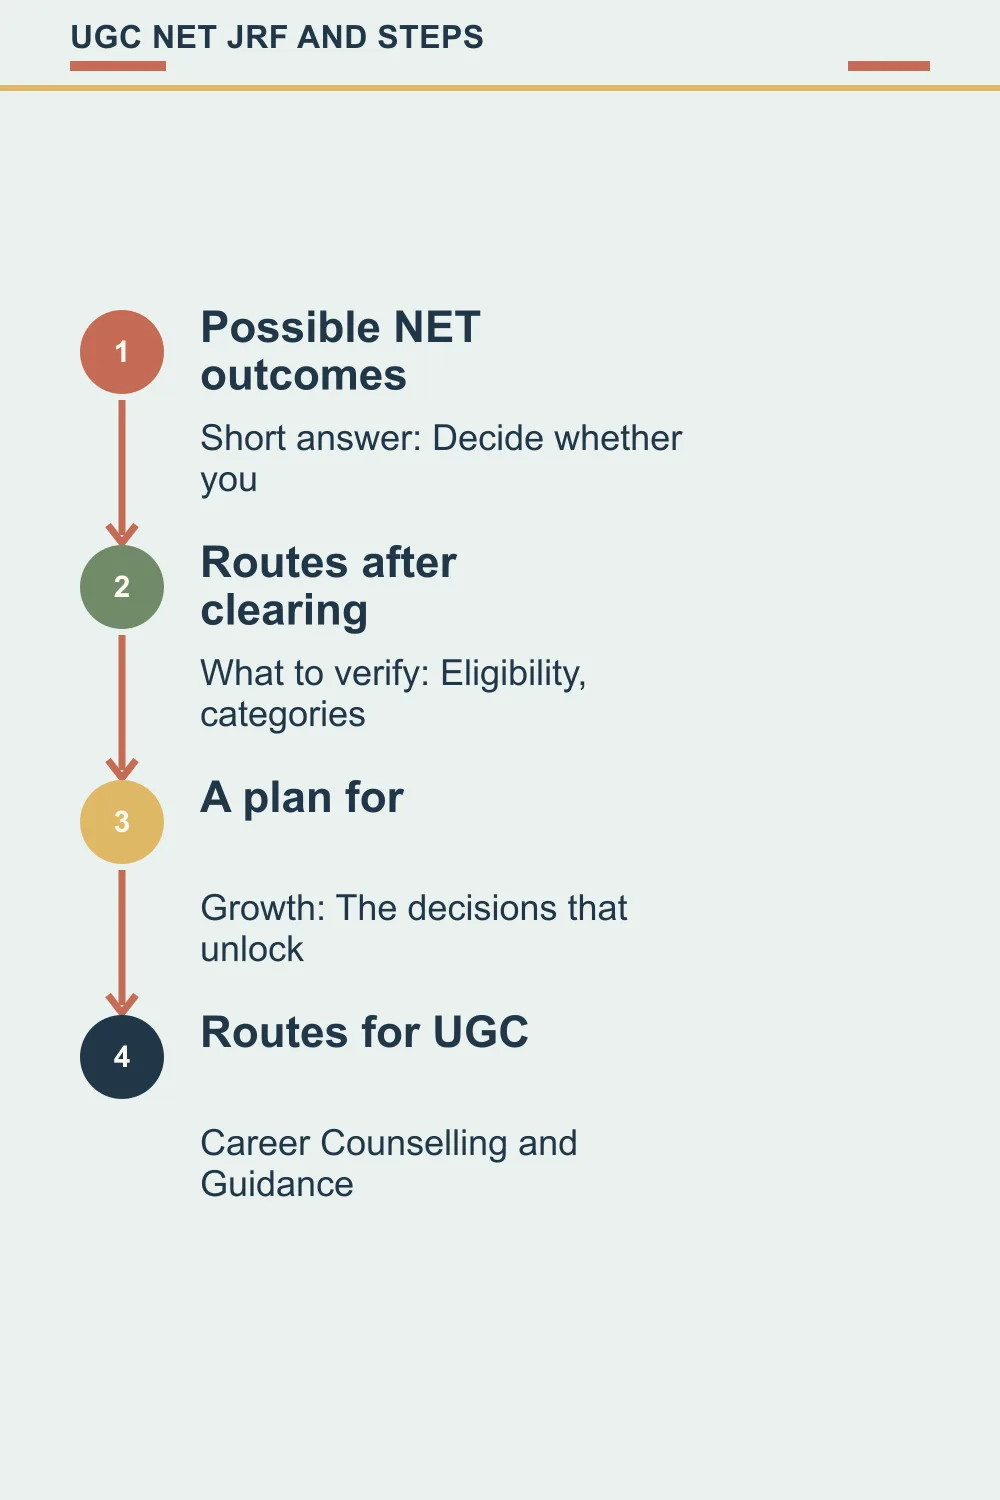 UGC NET JRF AND STEPS
1
Possible NET
outcomes
Short answer: Decide whether
you
2
Routes after
clearing
What to verify: Eligibility,
categories
3
A plan for
Growth: The decisions that
unlock
4
Routes for UGC
Career Counselling and
Guidance